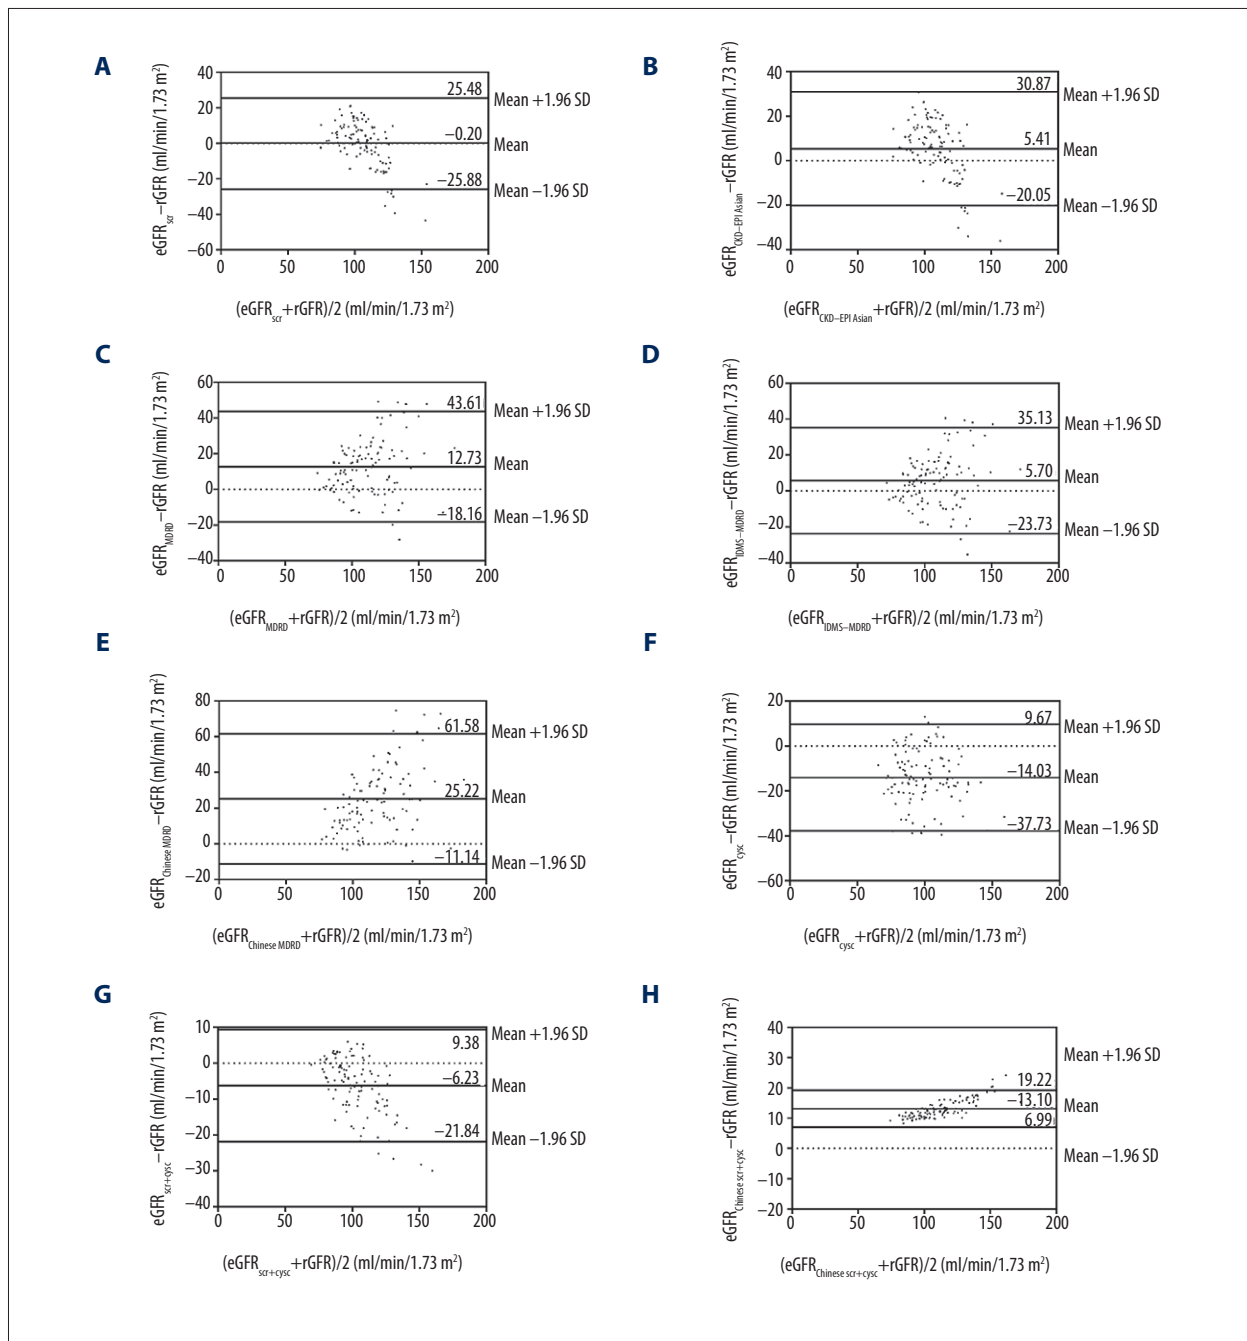 A
eGFRscr−rGFR (ml/min/1.73 m²)
40
20
0
−20
−40
−60
25.48
−0.20
−25.88
Mean +1.96 SD
Mean
Mean −1.96 SD
0 50 100 150 200
(eGFRscr+rGFR)/2 (ml/min/1.73 m²)
B
eGFRCKD−EPI Asian−rGFR (ml/min/1.73 m²)
40
20
0
−20
−40
30.87
5.41
−20.05
Mean +1.96 SD
Mean
Mean −1.96 SD
0 50 100 150 200
(eGFRCKD−EPI Asian+rGFR)/2 (ml/min/1.73 m²)
C
eGFRMDRD−rGFR (ml/min/1.73 m²)
60
40
20
0
−20
−40
43.61
12.73
−18.16
Mean +1.96 SD
Mean
Mean −1.96 SD
0 50 100 150 200
(eGFRMDRD+rGFR)/2 (ml/min/1.73 m²)
D
eGFRIDMS−MDRD−rGFR (ml/min/1.73 m²)
60
40
20
0
−20
−40
35.13
5.70
−23.73
Mean +1.96 SD
Mean
Mean −1.96 SD
0 50 100 150 200
(eGFRIDMS−MDRD+rGFR)/2 (ml/min/1.73 m²)
E
eGFRChinese MDRD−rGFR (ml/min/1.73 m²)
80
60
40
20
0
−20
61.58
25.22
−11.14
Mean +1.96 SD
Mean
Mean −1.96 SD
0 50 100 150 200
(eGFRChinese MDRD+rGFR)/2 (ml/min/1.73 m²)
F
eGFRcysc−rGFR (ml/min/1.73 m²)
20
0
−20
−40
−60
9.67
−14.03
−37.73
Mean +1.96 SD
Mean
Mean −1.96 SD
0 50 100 150 200
(eGFRcysc+rGFR)/2 (ml/min/1.73 m²)
G
eGFRscr+cysc−rGFR (ml/min/1.73 m²)
10
0
−10
−20
−30
−40
9.38
−6.23
−21.84
Mean +1.96 SD
Mean
Mean −1.96 SD
0 50 100 150 200
(eGFRscr+cysc+rGFR)/2 (ml/min/1.73 m²)
H
eGFRChinese scr+cysc−rGFR (ml/min/1.73 m²)
40
30
20
10
0
−10
−20
19.22
−13.10
6.99
Mean +1.96 SD
Mean
Mean −1.96 SD
0 50 100 150 200
(eGFRChinese scr+cysc+rGFR)/2 (ml/min/1.73 m²)